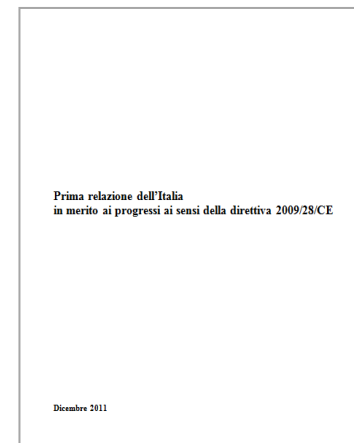 Prima relazione dell'Italia
in merito ai progressi ai sensi della direttiva 2009/28/CE
Dicembre 2011